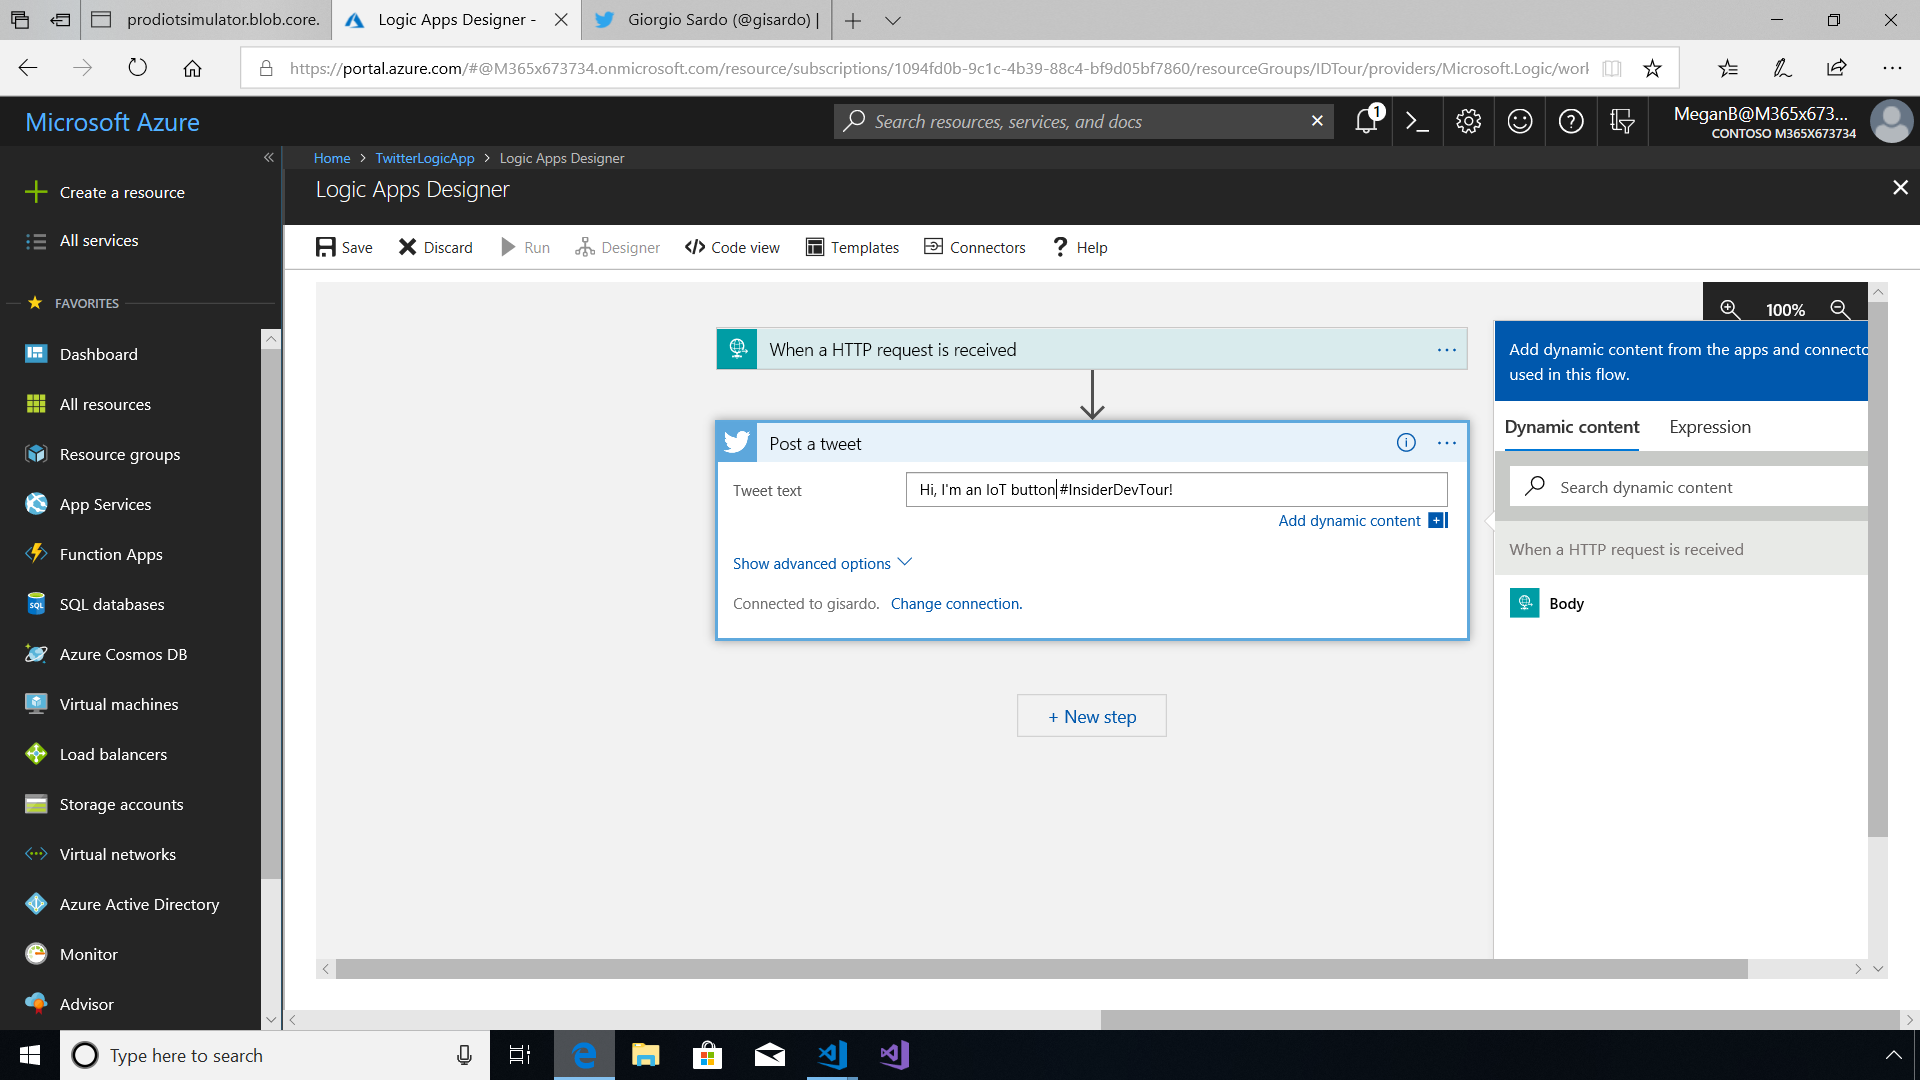 prodiotsimulator.blob.core.
Logic Apps Designer -
Giorgio Sardo (@gisardo) |
https://portal.azure.com/#@M365x673734.onmicrosoft.com/resource/subscriptions/1094fd0b-9c1c-4b39-88c4-bf9d05bf7860/resourceGroups/IDTour/providers/Microsoft.Logic/work
Microsoft Azure
Search resources, services, and docs
1
MeganB@M365x673...
CONTOSO M365X673734
Home > TwitterLogicApp > Logic Apps Designer
Logic Apps Designer
Create a resource
All services
FAVORITES
Dashboard
All resources
Resource groups
App Services
Function Apps
SQL databases
Azure Cosmos DB
Virtual machines
Load balancers
Storage accounts
Virtual networks
Azure Active Directory
Monitor
Advisor
Save
Discard
Run
Designer
Code view
Templates
Connectors
Help
100%
When a HTTP request is received
Post a tweet
Tweet text
Hi, I'm an IoT button #InsiderDevTour!
Add dynamic content
Show advanced options
Connected to gisardo. Change connection.
+ New step
Add dynamic content from the apps and connecto
used in this flow.
Dynamic content
Expression
Search dynamic content
When a HTTP request is received
Body
Type here to search